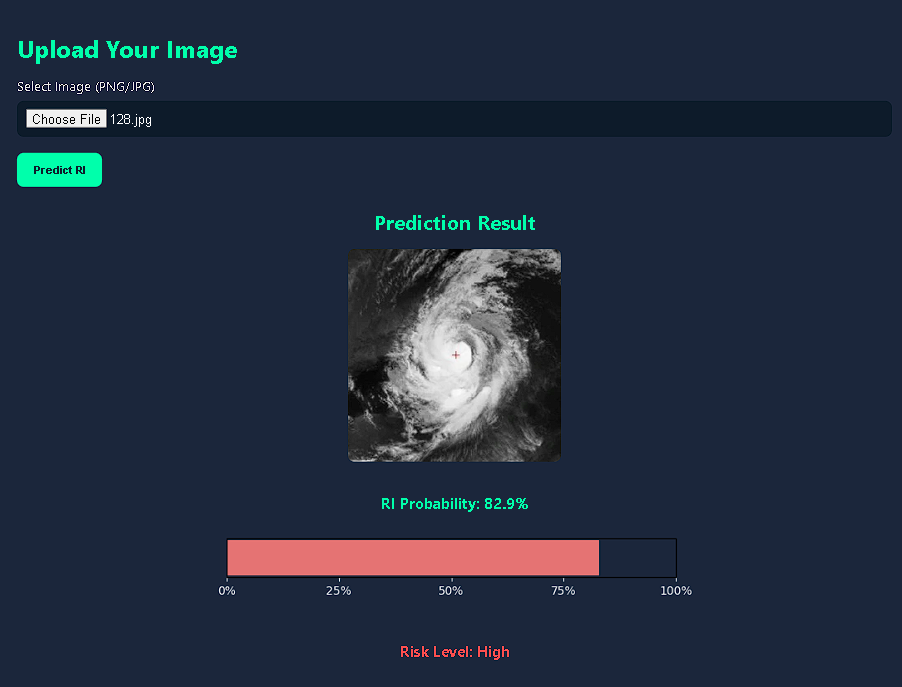 Upload Your Image
Select Image (PNG/JPG)
Choose File 128.jpg
Predict RI
Prediction Result
RI Probability: 82.9%
0% 25% 50% 75% 100%
Risk Level: High